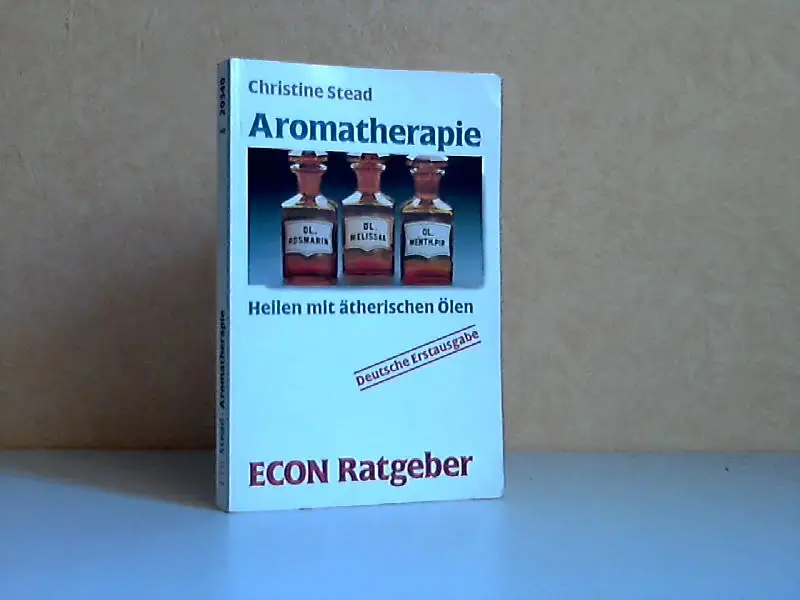 Christine Stead
Aromatherapie
OL.
ROSMARIN
OL.
MELISSAE
OL.
MENTH.PIP.
Heilen mit ätherischen Ölen
Deutsche Erstausgabe
ECON Ratgeber
ETB Stead · Aromatherapie
20340